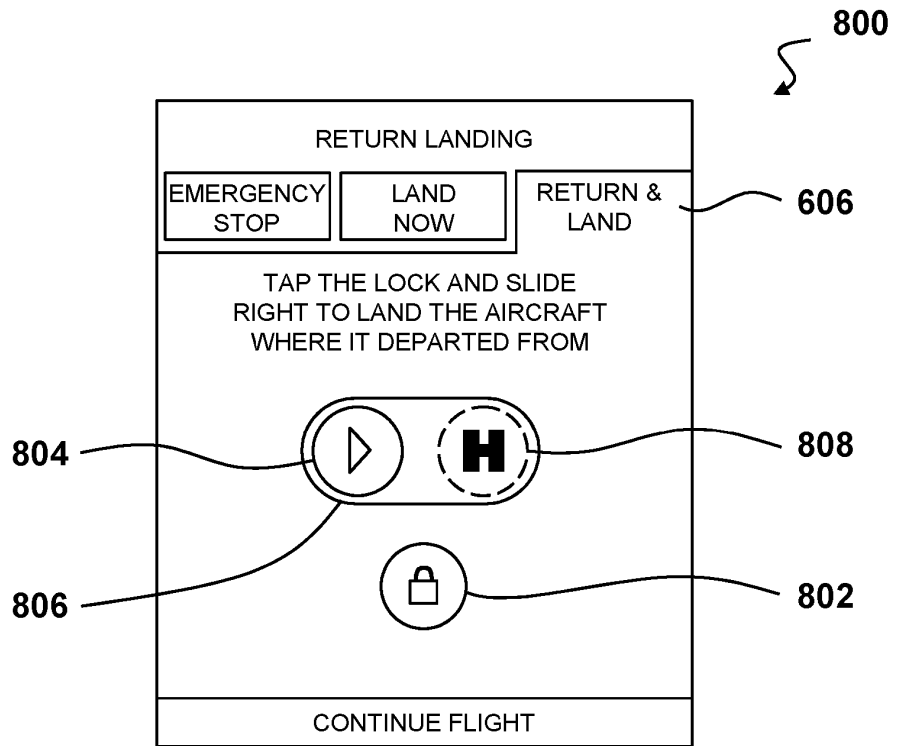 800
RETURN LANDING
EMERGENCY STOP
LAND NOW
RETURN & LAND
606
TAP THE LOCK AND SLIDE
RIGHT TO LAND THE AIRCRAFT
WHERE IT DEPARTED FROM
804
H
808
806
802
CONTINUE FLIGHT